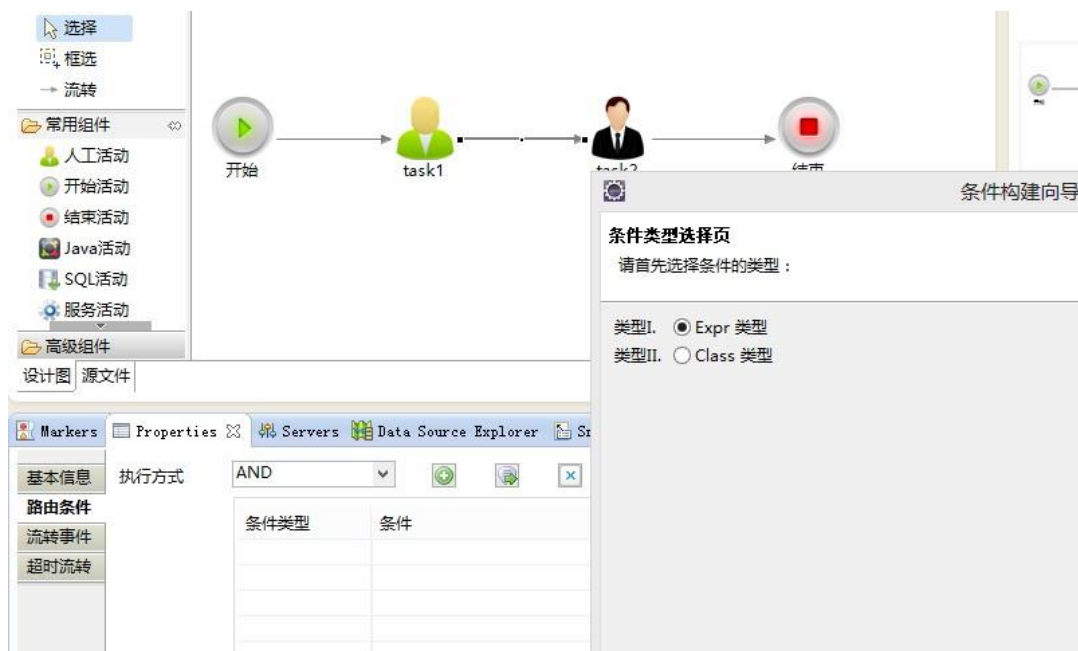 选择
框选
流转
常用组件
人工活动
开始活动
结束活动
Java活动
SQL活动
服务活动
高级组件
设计图 源文件
开始
task1
task2
结束
条件构建向导
条件类型选择页
请首先选择条件的类型：
类型I. Expr 类型
类型II. Class 类型
Markers Properties Servers Data Source Explorer Sn
基本信息
路由条件
流转事件
超时流转
执行方式 AND
条件类型 条件